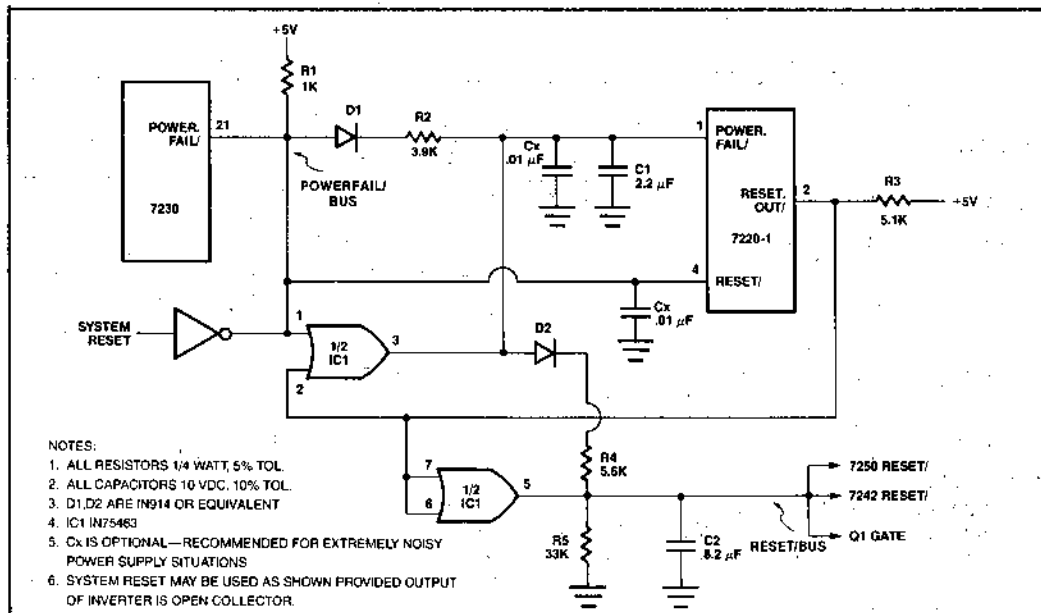 +5V
R1
1K
D1
R2
3.9K
POWER.
FAIL/
21
7230
POWERFAIL/
BUS
Cx
.01 μF
C1
2.2 μF
1
POWER.
FAIL/
RESET.
OUT/
2
7220-1
4
RESET/
R3
5.1K
+5V
Cx
.01 μF
SYSTEM
RESET
1
1/2
IC1
3
2
D2
R4
5.6K
7
6
1/2
IC1
5
R5
33K
C2
8.2 μF
RESET/BUS
7250 RESET/
7242 RESET/
Q1 GATE
NOTES:
1. ALL RESISTORS 1/4 WATT, 5% TOL.
2. ALL CAPACITORS 10 VDC, 10% TOL.
3. D1,D2 ARE IN914 OR EQUIVALENT
4. IC1 IN75463
5. Cx IS OPTIONAL—RECOMMENDED FOR EXTREMELY NOISY
POWER SUPPLY SITUATIONS
6. SYSTEM RESET MAY BE USED AS SHOWN PROVIDED OUTPUT
OF INVERTER IS OPEN COLLECTOR.